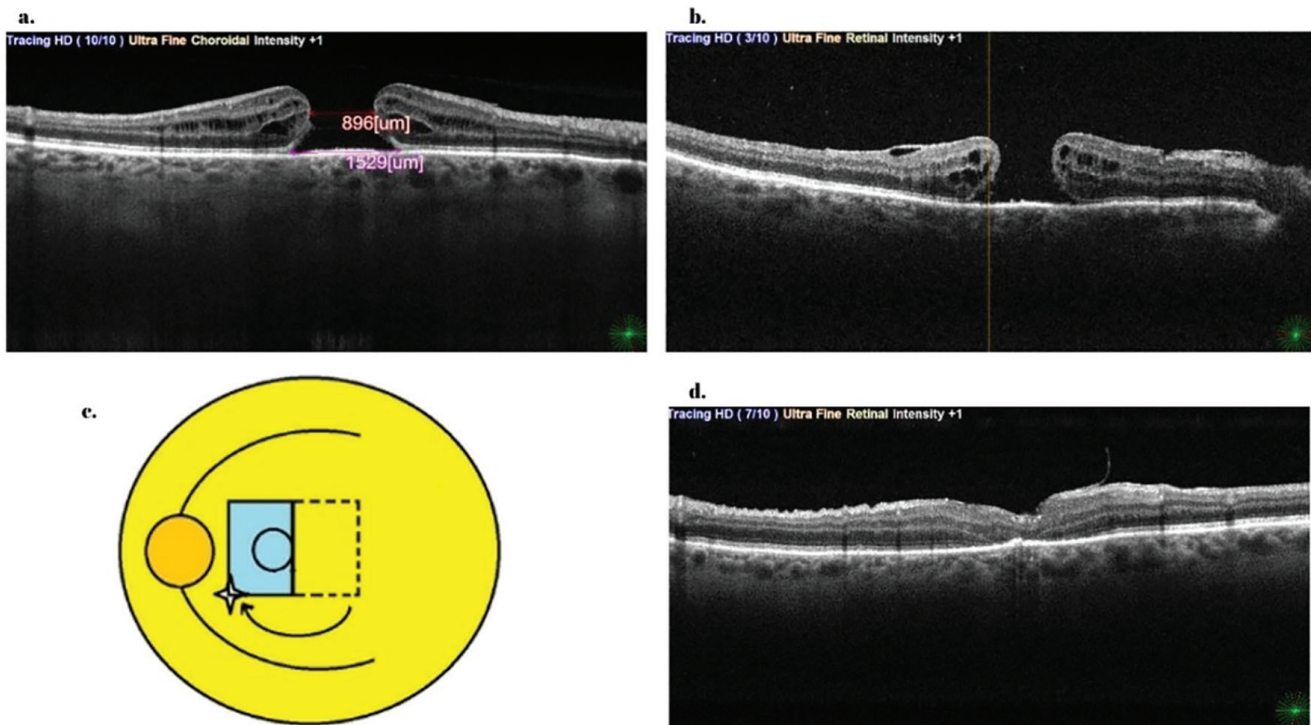 a.
Tracing HD ( 10/10 ) Ultra Fine Choroidal Intensity +1
896[um]
1529[um]
b.
Tracing HD ( 3/10 ) Ultra Fine Retinal Intensity +1
c.
d.
Tracing HD ( 7/10 ) Ultra Fine Retinal Intensity +1